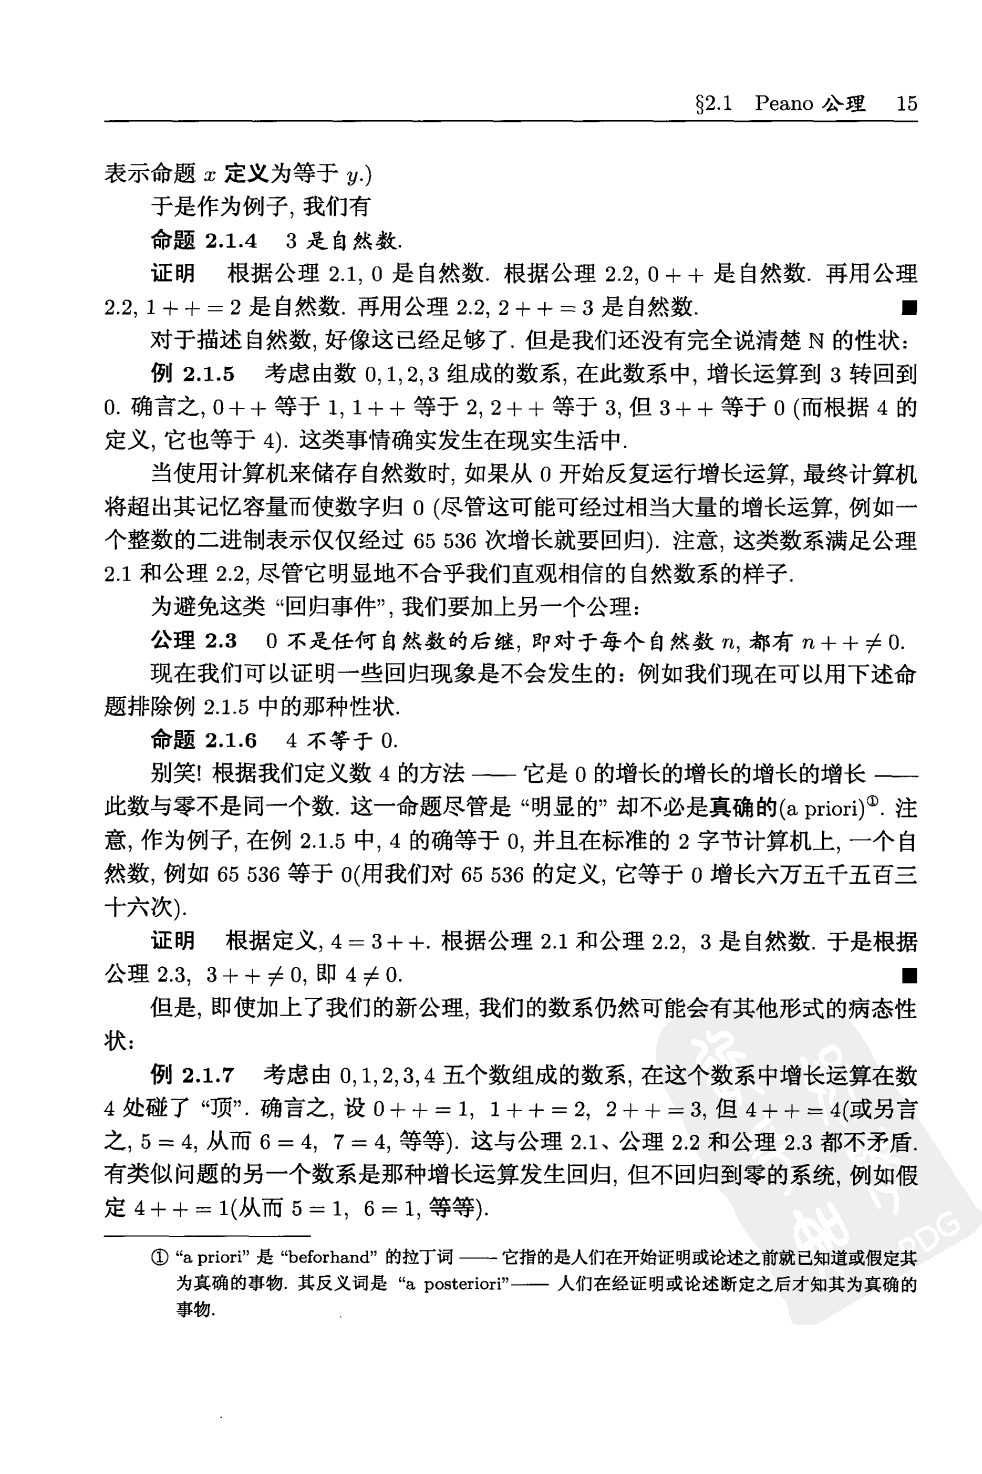 §2.1 Peano 公理 15
表示命题 x 定义为等于 y.)
于是作为例子, 我们有
命题 2.1.4 3 是自然数.
证明 根据公理 2.1, 0 是自然数. 根据公理 2.2, 0 + + 是自然数. 再用公理
2.2, 1 + + = 2 是自然数. 再用公理 2.2, 2 + + = 3 是自然数. ■
对于描述自然数, 好像这已经足够了. 但是我们还没有完全说清楚 ℕ 的性状:
例 2.1.5 考虑由数 0, 1, 2, 3 组成的数系, 在此数系中, 增长运算到 3 转回到
0. 确言之, 0 + + 等于 1, 1 + + 等于 2, 2 + + 等于 3, 但 3 + + 等于 0 (而根据 4 的
定义, 它也等于 4). 这类事情确实发生在现实生活中.
当使用计算机来储存自然数时, 如果从 0 开始反复运行增长运算, 最终计算机
将超出其记忆容量而使数字归 0 (尽管这可能可经过相当大量的增长运算, 例如一
个整数的二进制表示仅仅经过 65 536 次增长就要回归). 注意, 这类数系满足公理
2.1 和公理 2.2, 尽管它明显地不合乎我们直观相信的自然数系的样子.
为避免这类 “回归事件”, 我们要加上另一个公理:
公理 2.3 0 不是任何自然数的后继, 即对于每个自然数 n, 都有 n + + ≠ 0.
现在我们可以证明一些回归现象是不会发生的: 例如我们现在可以用下述命
题排除例 2.1.5 中的那种性状.
命题 2.1.6 4 不等于 0.
别笑! 根据我们定义数 4 的方法 —— 它是 0 的增长的增长的增长的增长 ——
此数与零不是同一个数. 这一命题尽管是 “明显的” 却不必是真确的(a priori)①. 注
意, 作为例子, 在例 2.1.5 中, 4 的确等于 0, 并且在标准的 2 字节计算机上, 一个自
然数, 例如 65 536 等于 0(用我们对 65 536 的定义, 它等于 0 增长六万五千五百三
十六次).
证明 根据定义, 4 = 3 + +. 根据公理 2.1 和公理 2.2, 3 是自然数. 于是根据
公理 2.3, 3 + + ≠ 0, 即 4 ≠ 0. ■
但是, 即使加上了我们的新公理, 我们的数系仍然可能会有其他形式的病态性
状:
例 2.1.7 考虑由 0, 1, 2, 3, 4 五个数组成的数系, 在这个数系中增长运算在数
4 处碰了 “顶”. 确言之, 设 0 + + = 1, 1 + + = 2, 2 + + = 3, 但 4 + + = 4(或另言
之, 5 = 4, 从而 6 = 4, 7 = 4, 等等). 这与公理 2.1、公理 2.2 和公理 2.3 都不矛盾.
有类似问题的另一个数系是那种增长运算发生回归, 但不回归到零的系统, 例如假
定 4 + + = 1(从而 5 = 1, 6 = 1, 等等).
① “a priori” 是 “beforhand” 的拉丁词 —— 它指的是人们在开始证明或论述之前就已知道或假定其
为真确的事物. 其反义词是 “a posteriori”—— 人们在经证明或论述断定之后才知其为真确的
事物.
PDG